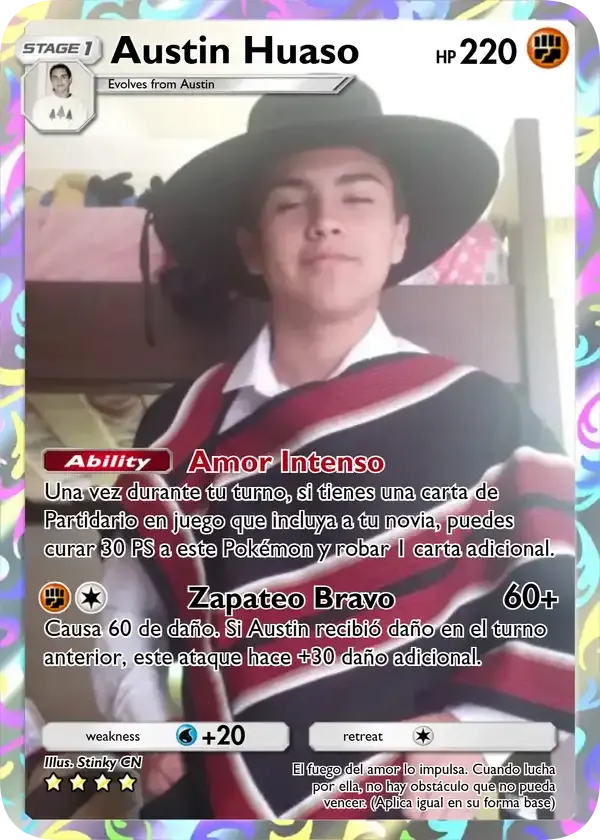 STAGE 1
Austin Huaso
HP 220
Evolves from Austin
Ability Amor Intenso
Una vez durante tu turno, si tienes una carta de
Partidario en juego que incluya a tu novia, puedes
curar 30 PS a este Pokémon y robar 1 carta adicional.
Zapateo Bravo 60+
Causa 60 de daño. Si Austin recibió daño en el turno
anterior, este ataque hace +30 daño adicional.
weakness +20
retreat
Illus. Stinky CN
El fuego del amor lo impulsa. Cuando lucha
por ella, no hay obstáculo que no pueda
vencer. (Aplica igual en su forma base)